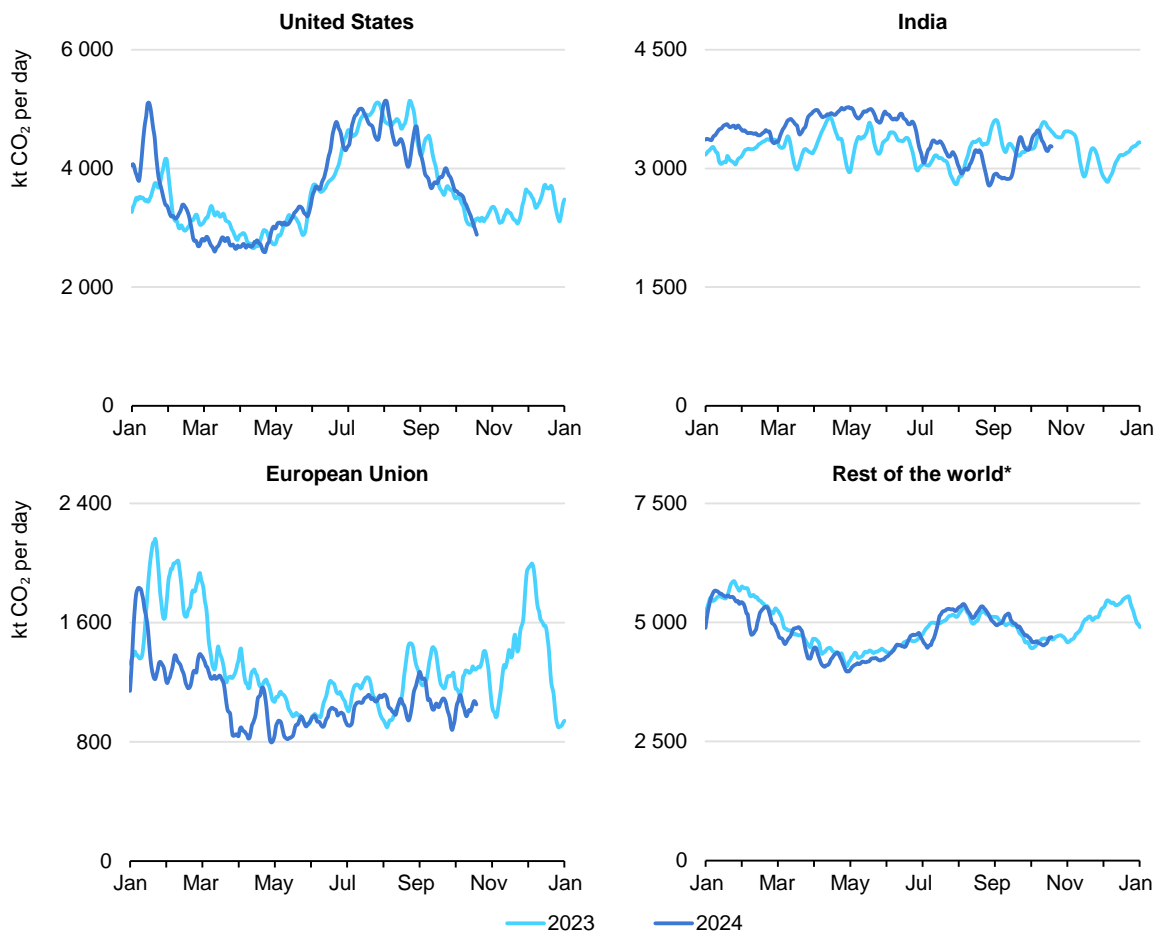 United States
kt CO₂ per day
6 000
4 000
2 000
0
Jan Mar May Jul Sep Nov Jan
India
4 500
3 000
1 500
0
Jan Mar May Jul Sep Nov Jan
European Union
kt CO₂ per day
2 400
1 600
800
0
Jan Mar May Jul Sep Nov Jan
Rest of the world*
7 500
5 000
2 500
0
Jan Mar May Jul Sep Nov Jan
2023 2024